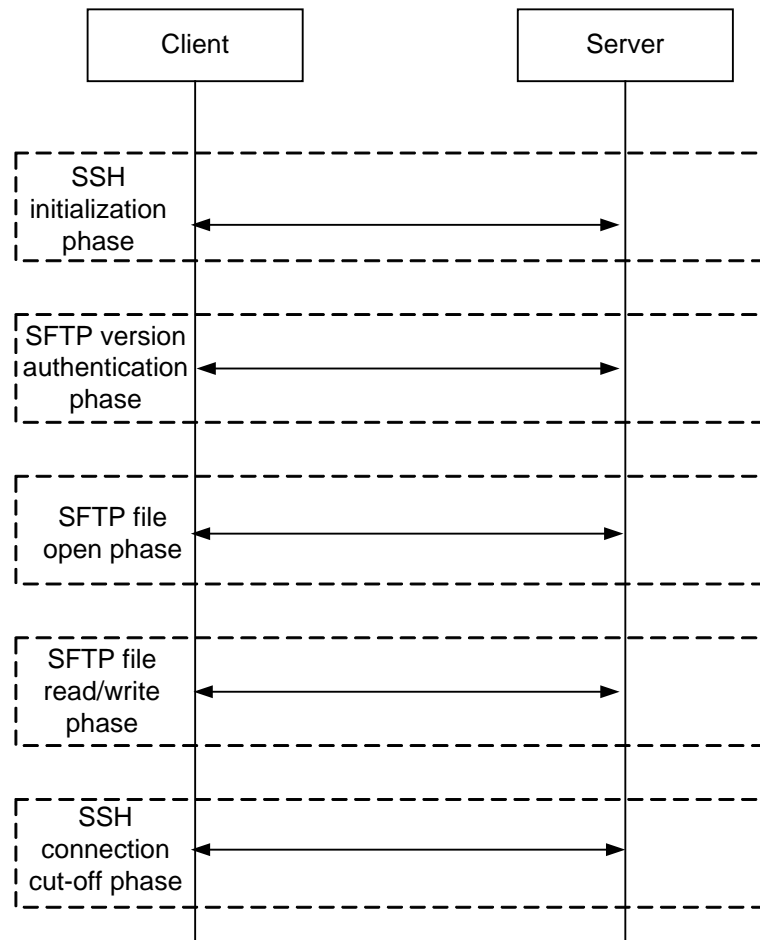 Client
Server
SSH
initialization
phase
SFTP version
authentication
phase
SFTP file
open phase
SFTP file
read/write
phase
SSH
connection
cut-off phase